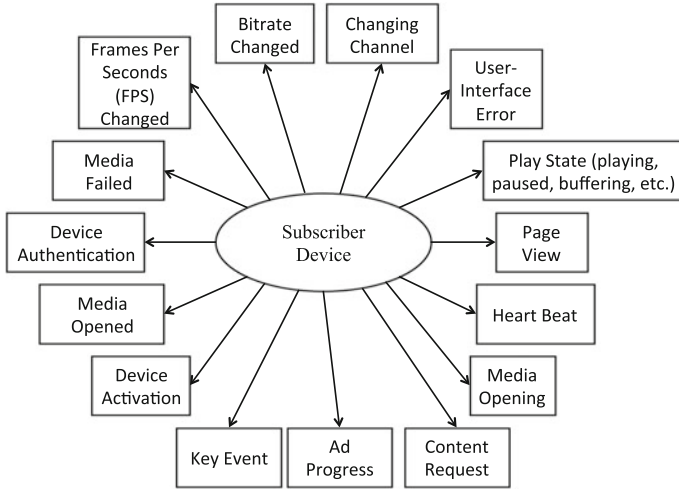 Bitrate
Changed
Changing
Channel
Frames Per
Seconds
(FPS)
Changed
User-
Interface
Error
Media
Failed
Play State (playing,
paused, buffering, etc.)
Subscriber
Device
Device
Authentication
Page
View
Media
Opened
Heart Beat
Device
Activation
Media
Opening
Key Event
Ad
Progress
Content
Request